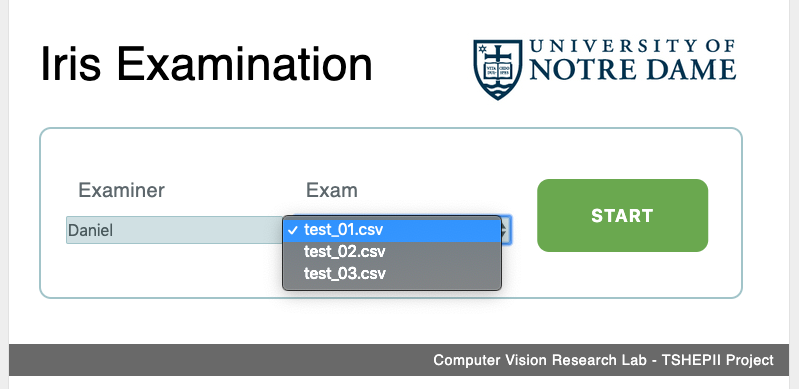 Iris Examination
UNIVERSITY OF
NOTRE DAME
Examiner
Exam
START
Daniel
✓ test_01.csv
test_02.csv
test_03.csv
Computer Vision Research Lab - TSHEPII Project